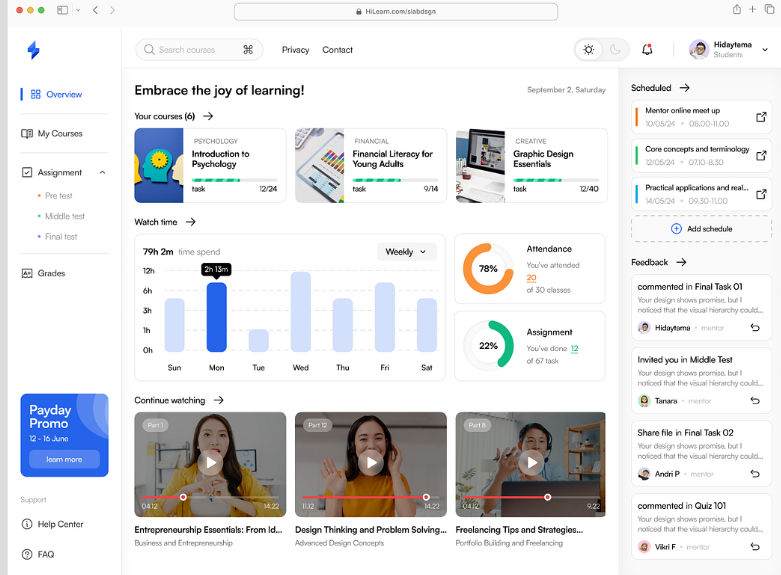 HiLearn.com/slabdsgn
Search courses
Privacy
Contact
Hidaytama
Students
Overview
My Courses
Assignment
Pre test
Middle test
Final test
Grades
Payday
Promo
12 - 16 June
learn more
Support
Help Center
FAQ
Embrace the joy of learning!
September 2, Saturday
Your courses (6)
PSYCHOLOGY
Introduction to
Psychology
task 12/24
FINANCIAL
Financial Literacy for
Young Adults
task 9/14
CREATIVE
Graphic Design
Essentials
task 12/40
Watch time
79h 2m time spend
Weekly
2h 13m
12h
6h
3h
1h
0h
Sun Mon Tue Wed Thu Fri Sat
78%
Attendance
You've attended
20
of 30 classes
22%
Assignment
You've done 12
of 67 task
Continue watching
Part 1
04.12 14.22
Entrepreneurship Essentials: From Id...
Business and Entrepreneurship
Part 12
11.12 14.22
Design Thinking and Problem Solving...
Advanced Design Concepts
Part 8
04.12 9.22
Freelancing Tips and Strategies...
Portfolio Building and Freelancing
Scheduled
Mentor online meet up
10/05/24 • 08.00-11.00
Core concepts and terminology
12/05/24 • 07.10-8.30
Practical applications and real...
14/05/24 • 09.30-11.00
Add schedule
Feedback
commented in Final Task 01
Your design shows promise, but I
noticed that the visual hierarchy could...
Hidaytama • mentor
Invited you in Middle Test
Your design shows promise, but I
noticed that the visual hierarchy could...
Tanara • mentor
Share file in Final Task 02
Your design shows promise, but I
noticed that the visual hierarchy could...
Andri P • mentor
commented in Quiz 101
Your design shows promise, but I
noticed that the visual hierarchy could...
Vikri F • mentor